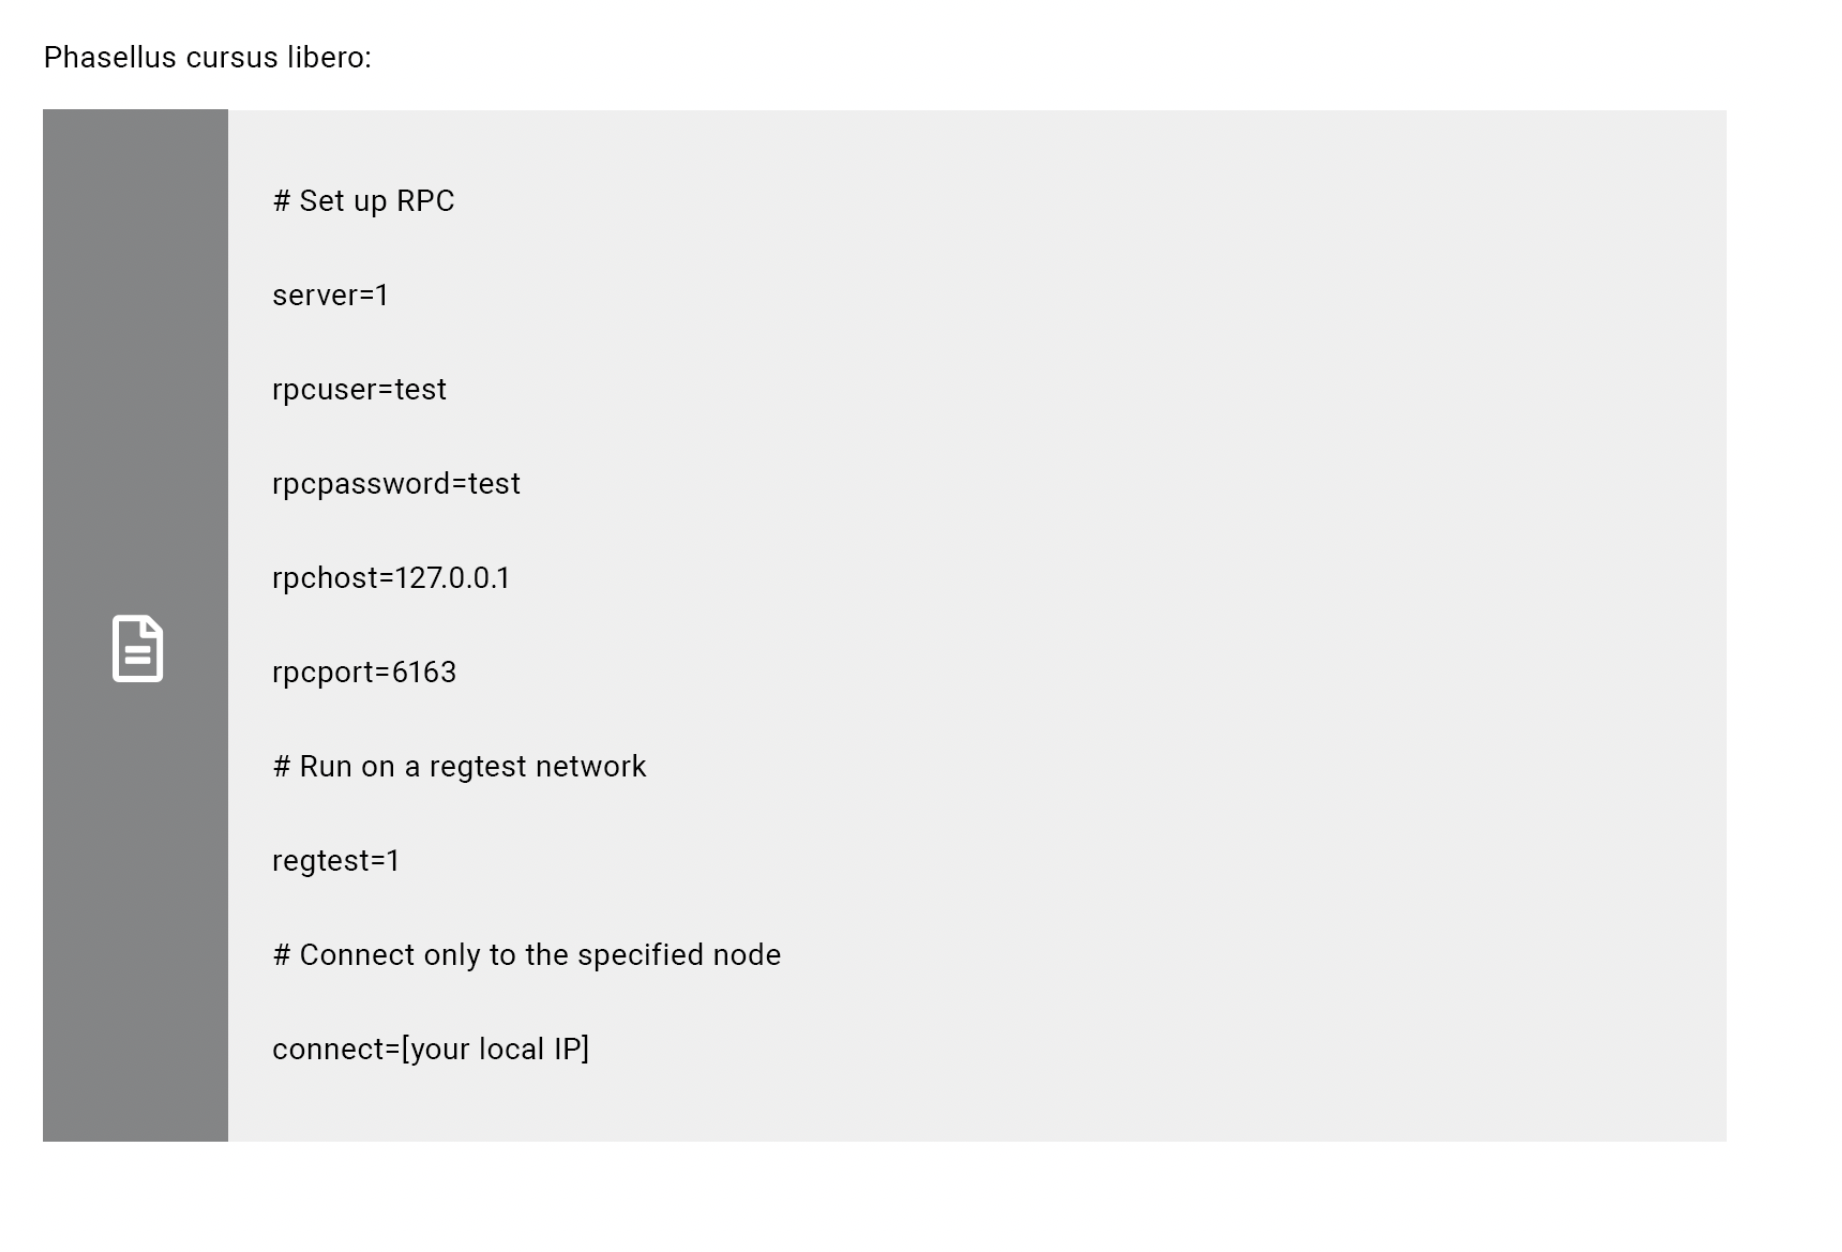 Phasellus cursus libero:
# Set up RPC
server=1
rpcuser=test
rpcpassword=test
rpchost=127.0.0.1
rpcport=6163
# Run on a regtest network
regtest=1
# Connect only to the specified node
connect=[your local IP]